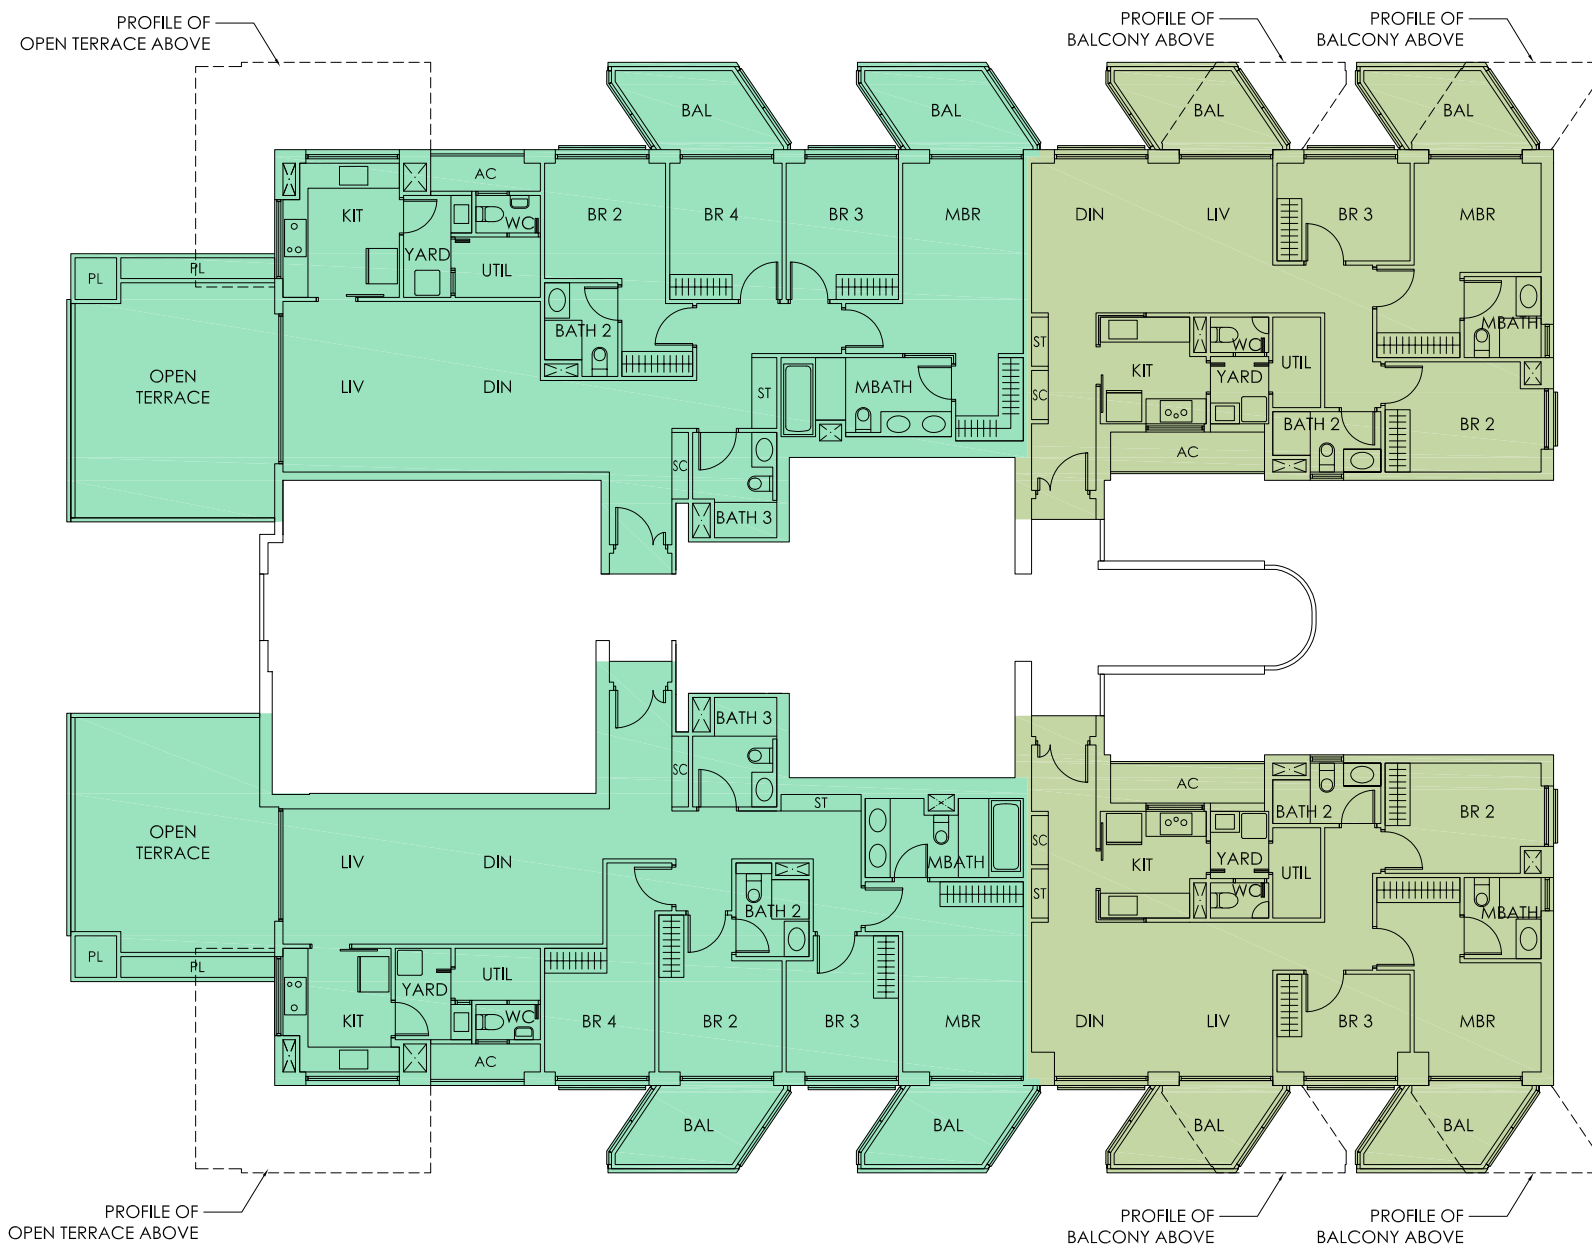 PROFILE OF
OPEN TERRACE ABOVE
PROFILE OF
BALCONY ABOVE
PROFILE OF
BALCONY ABOVE
BAL
BAL
BAL
BAL
AC
KIT
WC
BR 2
BR 4
BR 3
MBR
DIN
LIV
BR 3
MBR
YARD
UTIL
PL
PL
BATH 2
MBATH
WC
OPEN
TERRACE
LIV
DIN
ST
MBATH
ST
SC
KIT
YARD
UTIL
BATH 2
BR 2
AC
SC
BATH 3
BATH 3
SC
ST
AC
BATH 2
BR 2
OPEN
TERRACE
LIV
DIN
MBATH
SC
KIT
YARD
UTIL
ST
WC
BATH 2
MBATH
PL
PL
UTIL
YARD
KIT
WC
BR 4
BR 2
BR 3
MBR
DIN
LIV
BR 3
MBR
AC
BAL
BAL
BAL
BAL
PROFILE OF
OPEN TERRACE ABOVE
PROFILE OF
BALCONY ABOVE
PROFILE OF
BALCONY ABOVE